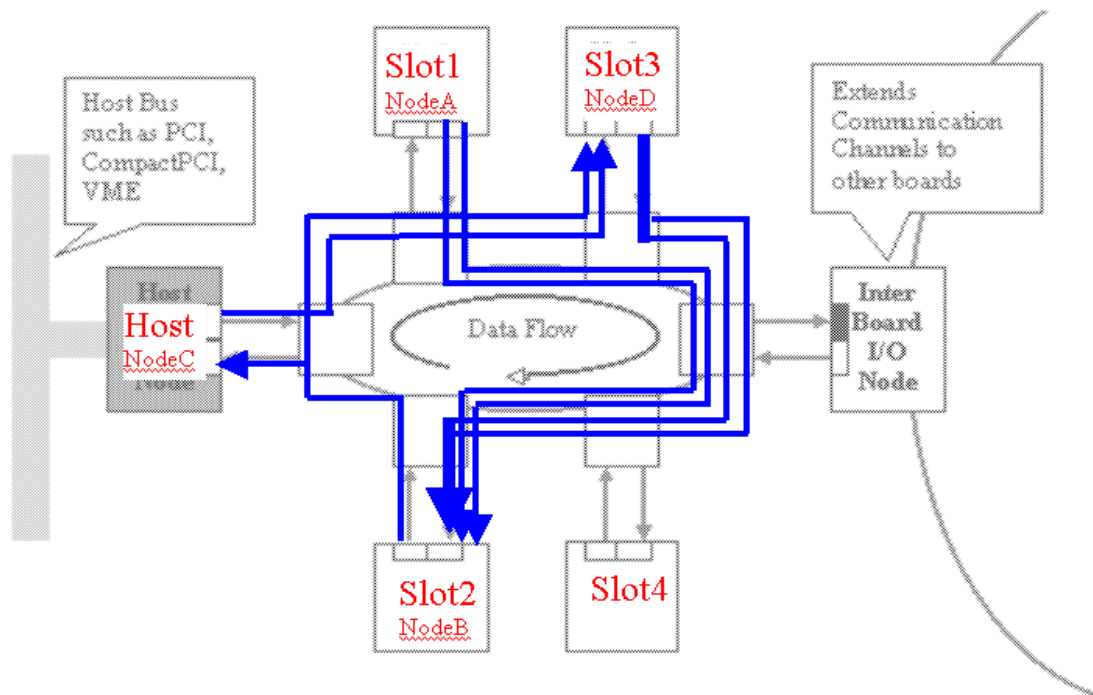 Slot1
NodeA
Slot3
NodeD
Host Bus
such as PCI,
CompactPCI,
VME
Extends
Communication
Channels to
other boards
Host
Host
NodeC
Node
Data Flow
Inter
Board
I/O
Node
Slot2
NodeB
Slot4